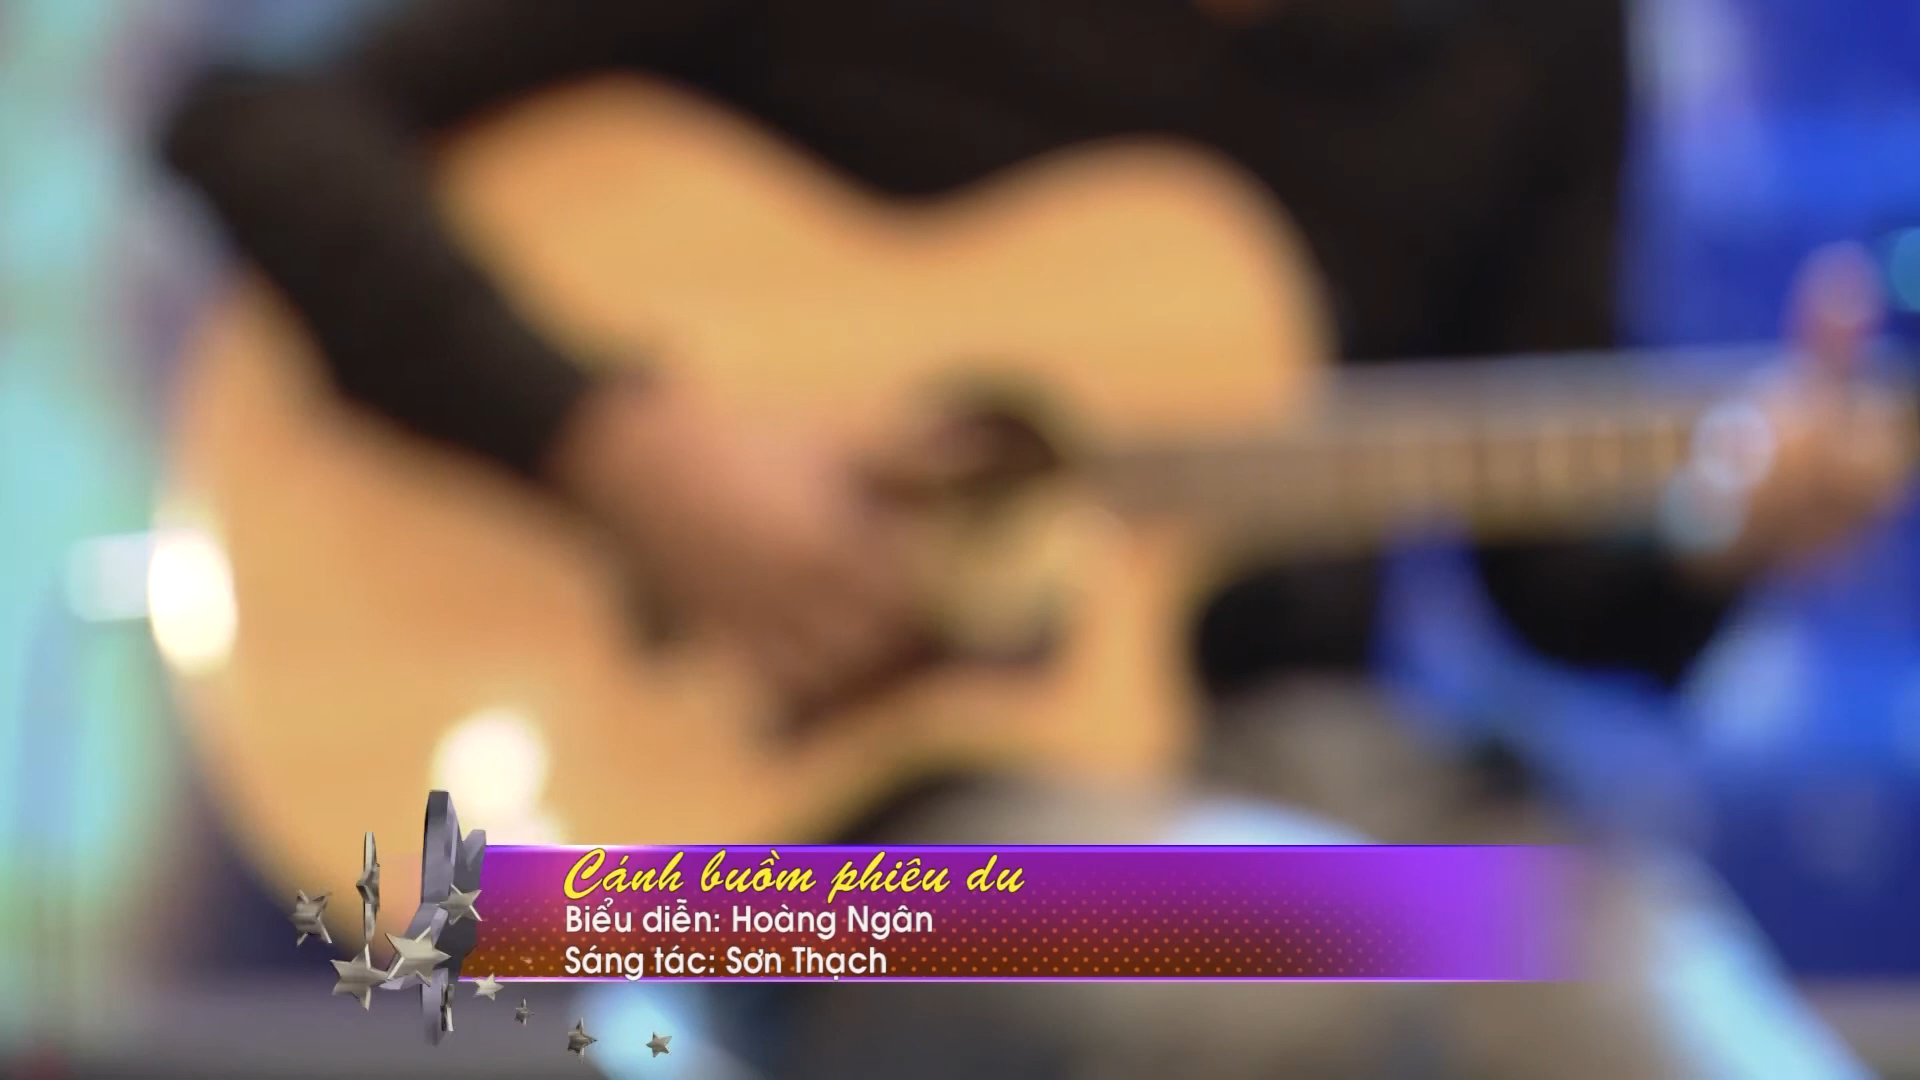 Cánh buồm phiêu du
Biểu diễn: Hoàng Ngân
Sáng tác: Sơn Thạch